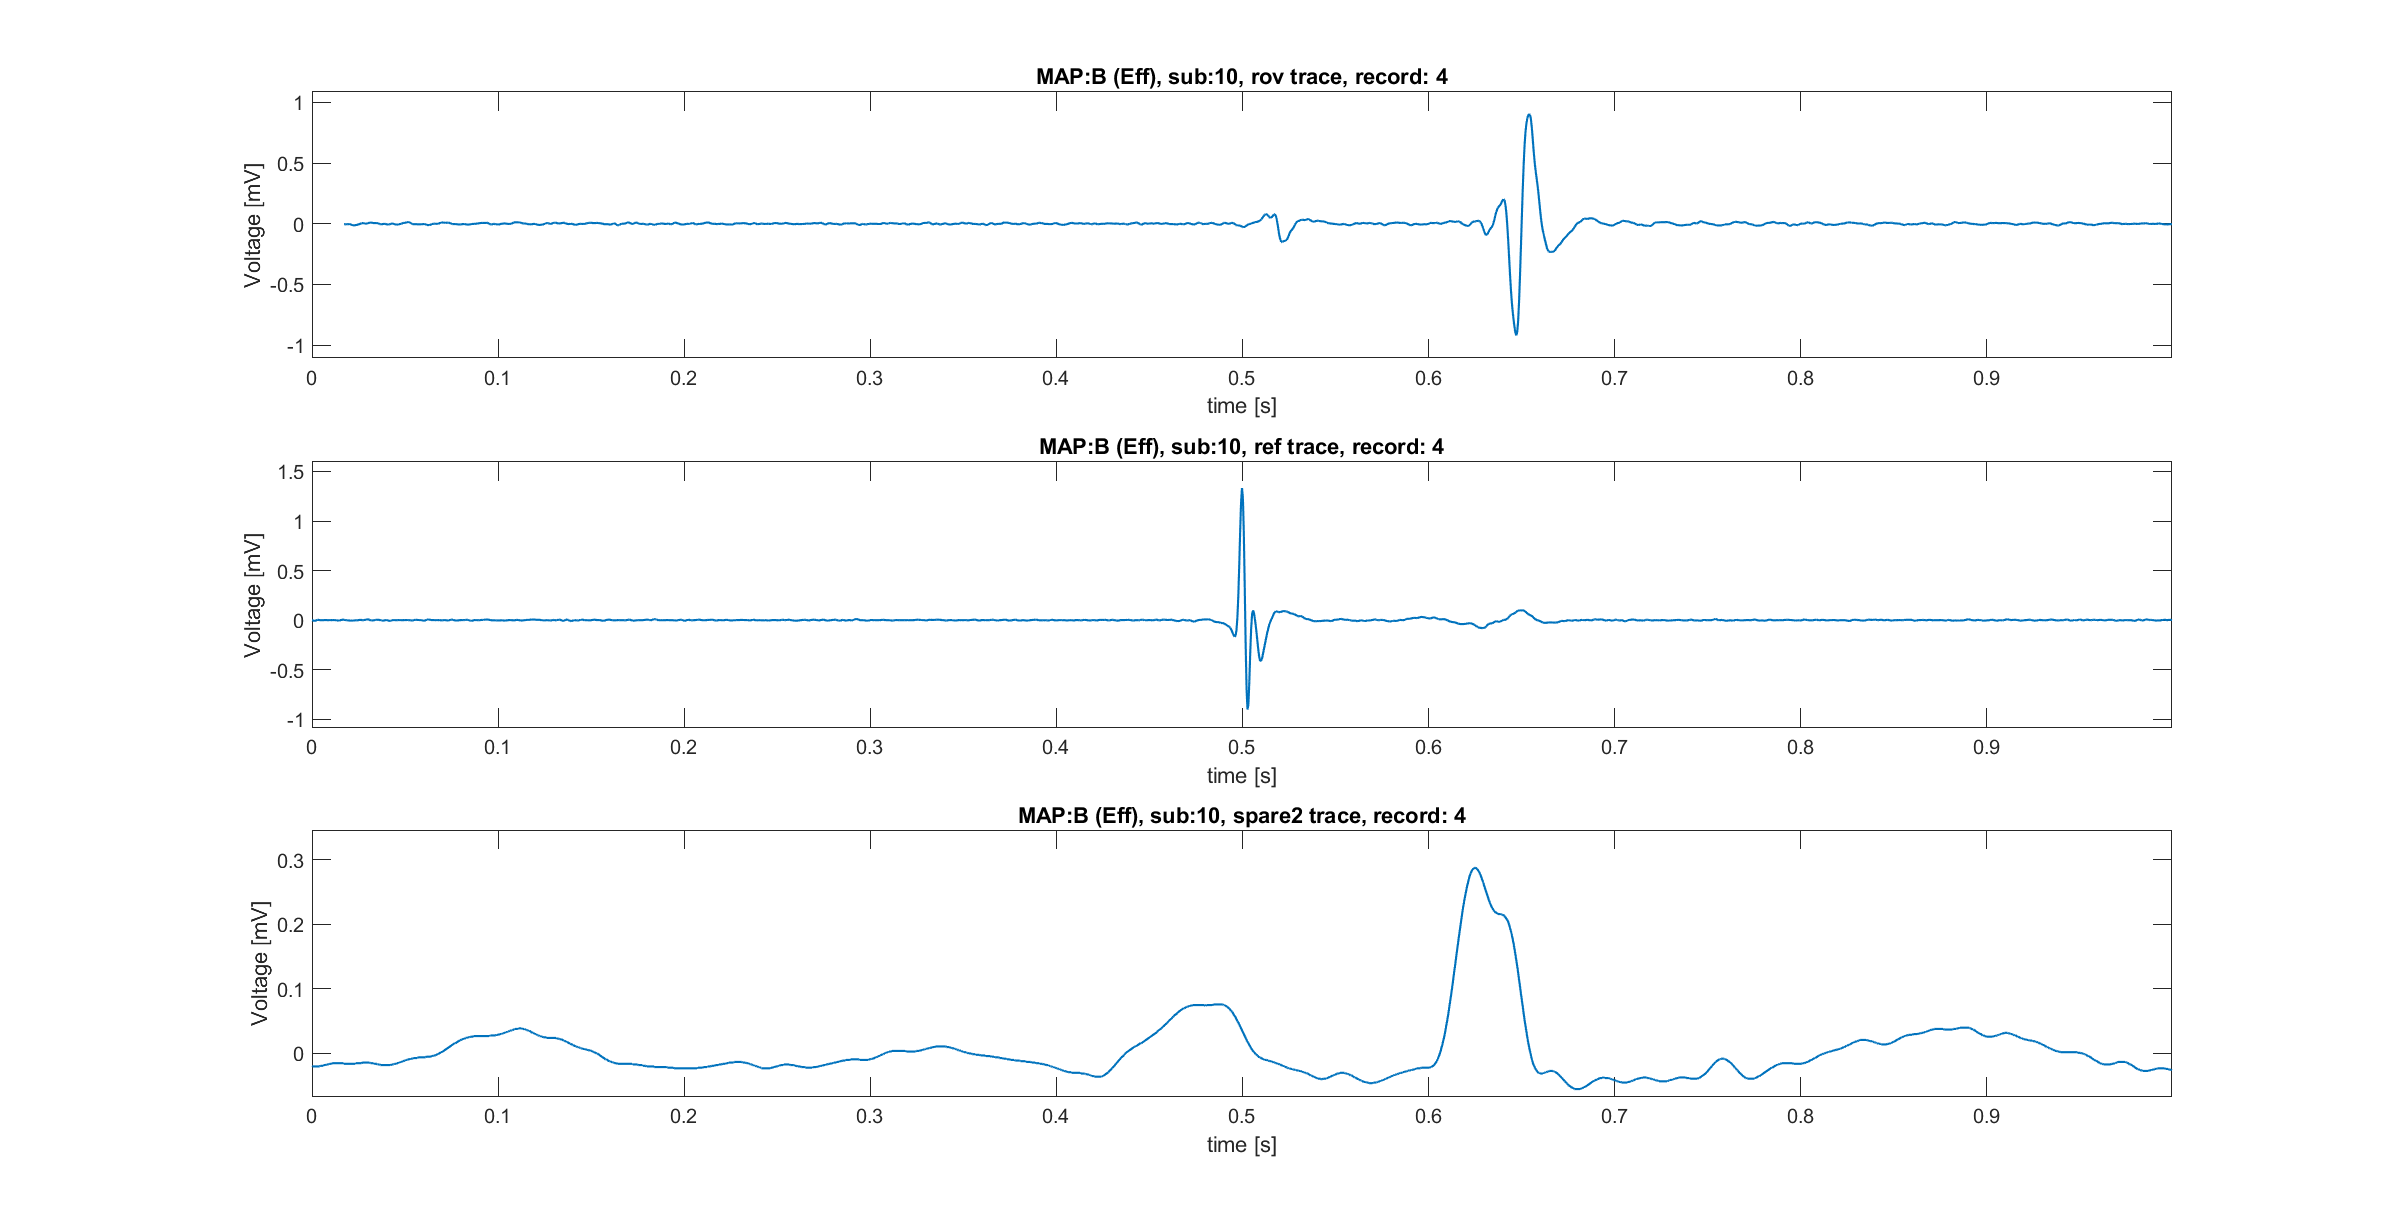 MAP:B (Eff), sub:10, rov trace, record: 4
Voltage [mV]
1
0.5
0
-0.5
-1
0 0.1 0.2 0.3 0.4 0.5 0.6 0.7 0.8 0.9
time [s]
MAP:B (Eff), sub:10, ref trace, record: 4
Voltage [mV]
1.5
1
0.5
0
-0.5
-1
0 0.1 0.2 0.3 0.4 0.5 0.6 0.7 0.8 0.9
time [s]
MAP:B (Eff), sub:10, spare2 trace, record: 4
Voltage [mV]
0.3
0.2
0.1
0
0 0.1 0.2 0.3 0.4 0.5 0.6 0.7 0.8 0.9
time [s]